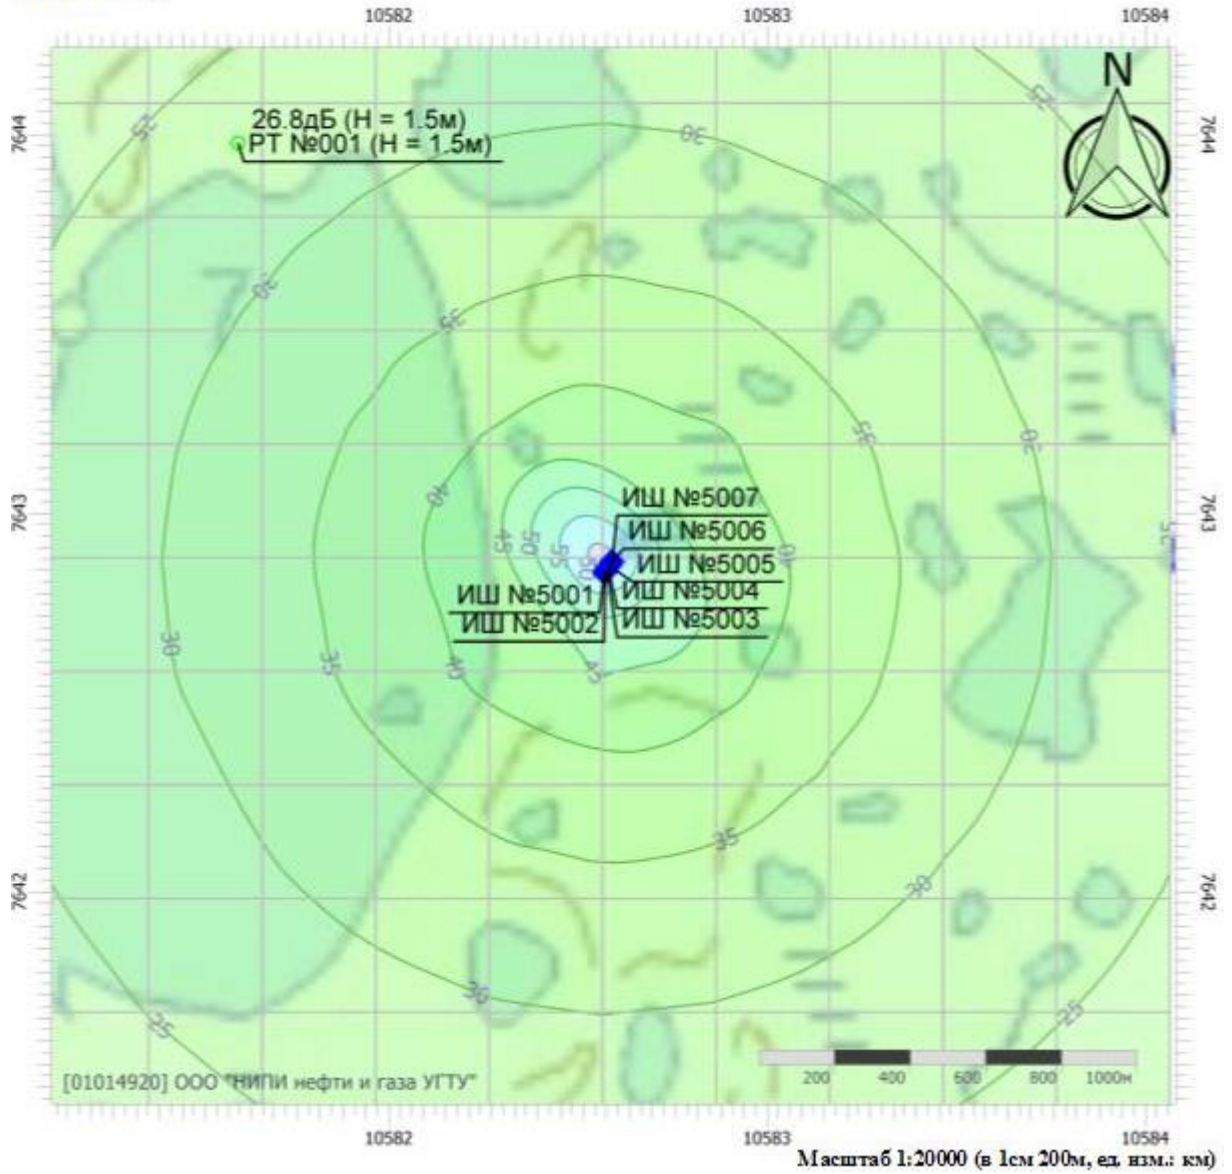 10582 10583 10584
N
26.8дБ (H = 1.5м)
РТ №001 (H = 1.5м)
25
30
25
7644
7644
30
35
35
30
40
7643
7643
ИШ №5007
45
50
55
ИШ №5006
40
ИШ №5005
ИШ №5001
ИШ №5004
ИШ №5002
ИШ №5003
30
35
40
45
35
7642
7642
30
30
25
25
[01014920] ООО "НИПИ нефти и газа УГТУ"
200 400 600 800 1000м
10582 10583 10584
Масштаб 1:20000 (в 1см 200м, ед. изм.: км)